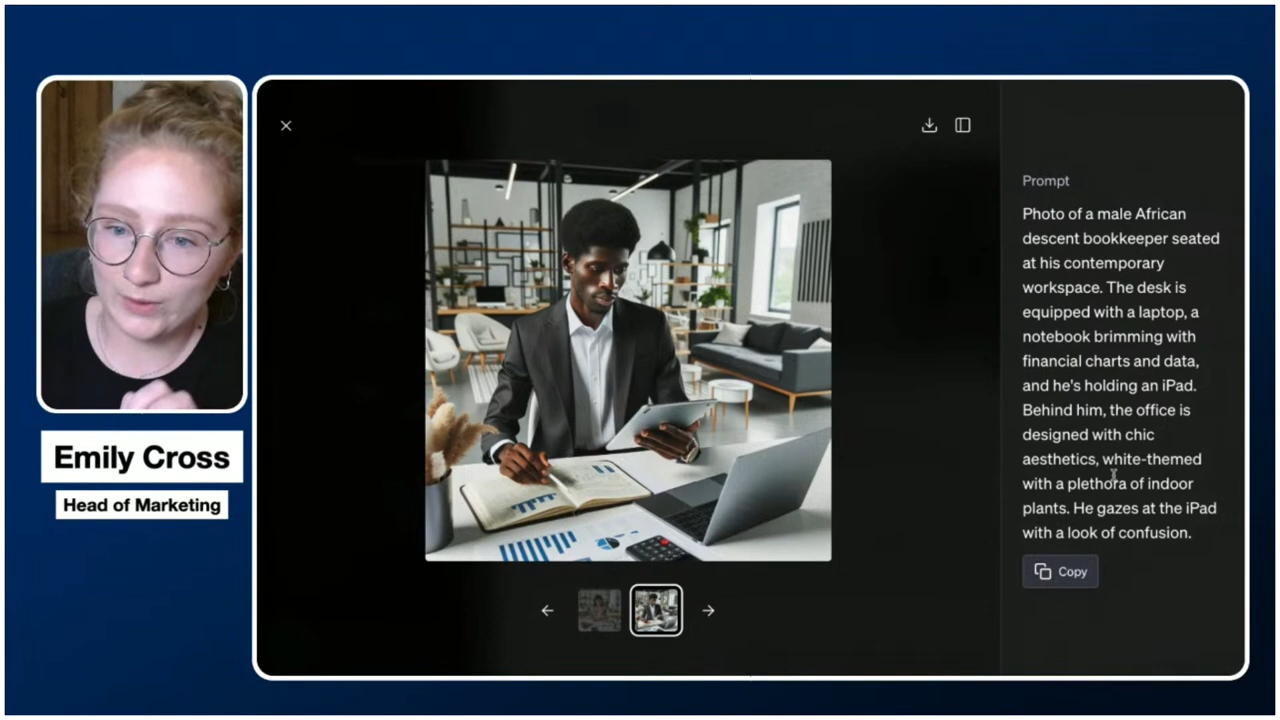 Emily Cross
Head of Marketing
Prompt
Photo of a male African
descent bookkeeper seated
at his contemporary
workspace. The desk is
equipped with a laptop, a
notebook brimming with
financial charts and data,
and he's holding an iPad.
Behind him, the office is
designed with chic
aesthetics, white-themed
with a plethora of indoor
plants. He gazes at the iPad
with a look of confusion.
Copy